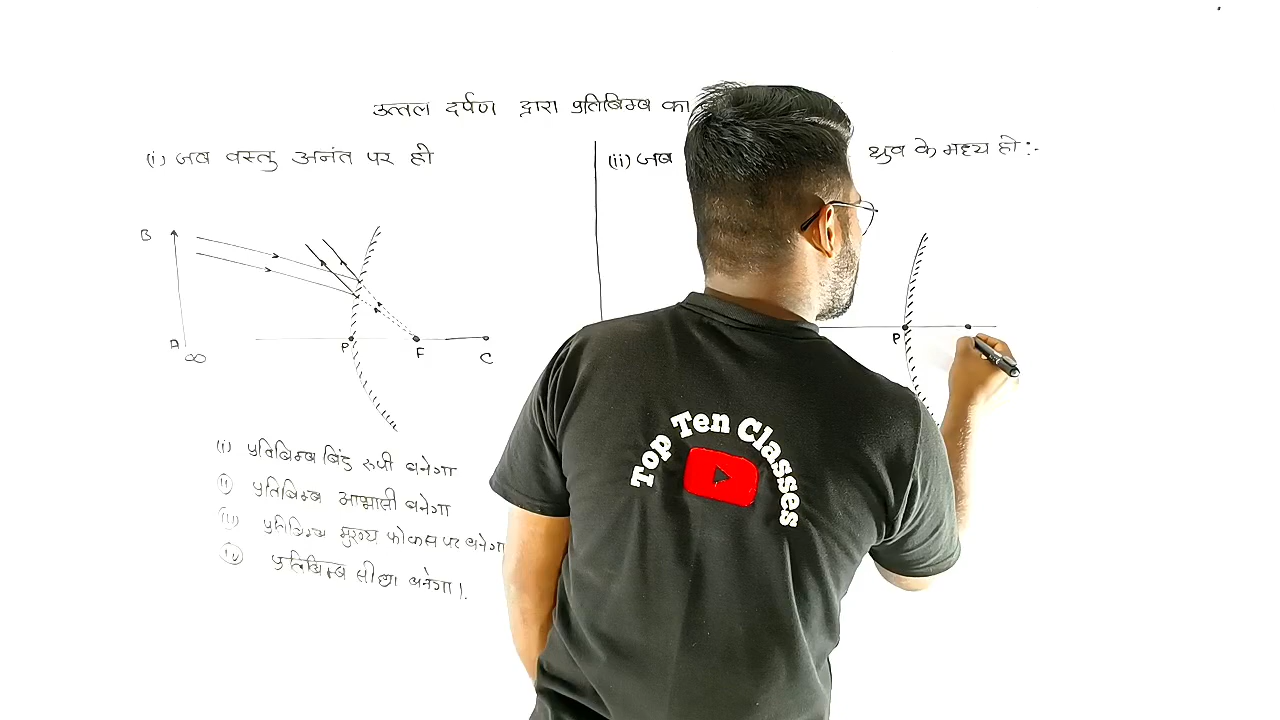 उत्तल दर्पण द्वारा प्रतिबिम्ब का
(i) जब वस्तु अनंत पर हो
(ii) जब
ध्रुव के मध्य हो :-
B
A
∞
P
F
C
P
(i) प्रतिबिम्ब बिंदु रूपी बनेगा
(ii) प्रतिबिम्ब आभासी बनेगा
(iii) प्रतिबिम्ब मुख्य फोकस पर बनेगा
(iv) प्रतिबिम्ब सीधा बनेगा।
Top Ten Classes